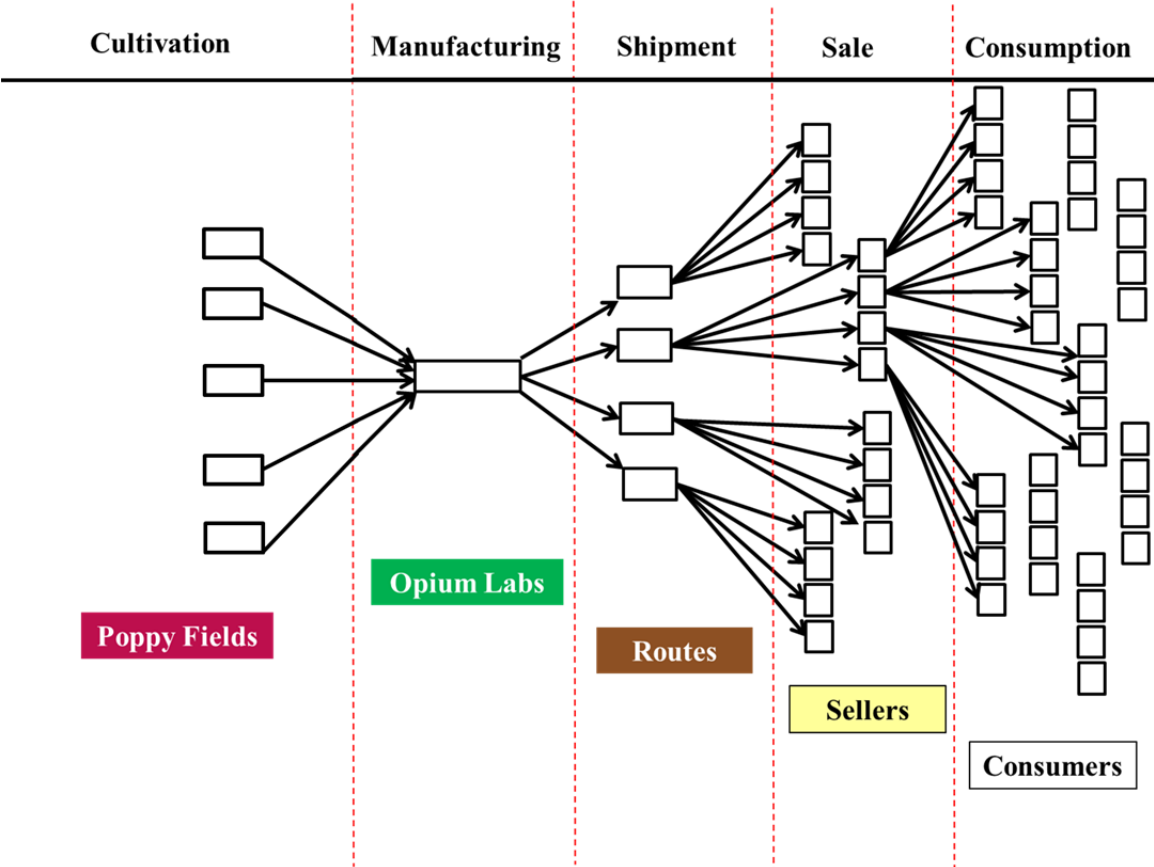 Cultivation
Manufacturing
Shipment
Sale
Consumption
Opium Labs
Poppy Fields
Routes
Sellers
Consumers